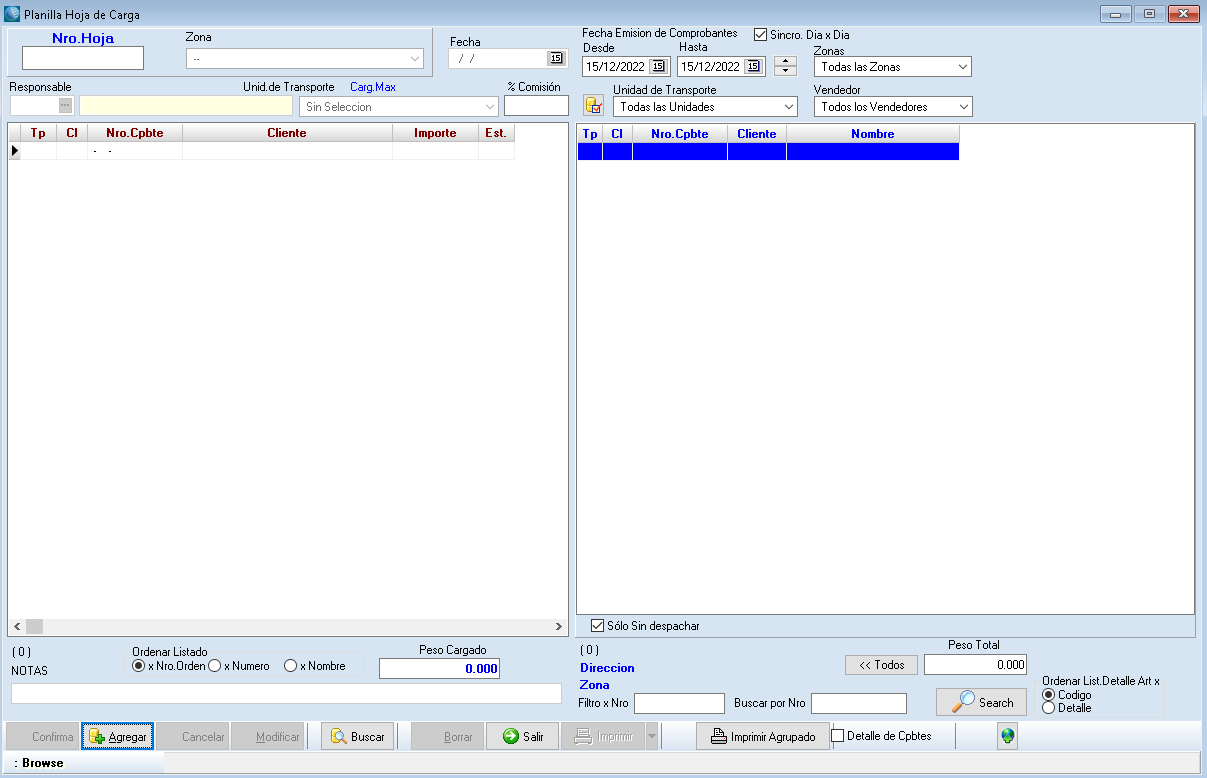 Planilla Hoja de Carga
Nro.Hoja
Zona
--
Fecha
/ /
15
Responsable
...
Unid.de Transporte
Carg.Max
Sin Seleccion
% Comisión
Fecha Emision de Comprobantes
Sincro. Dia x Dia
Desde
Hasta
15/12/2022
15
15/12/2022
15
Zonas
Todas las Zonas
Unidad de Transporte
Todas las Unidades
Vendedor
Todos los Vendedores
Tp Cl Nro.Cpbte Cliente Importe Est.
- -
Tp Cl Nro.Cpbte Cliente Nombre
Sólo Sin despachar
( 0 )
NOTAS
Ordenar Listado
x Nro.Orden x Numero x Nombre
Peso Cargado
0.000
( 0 )
Direccion
Zona
Filtro x Nro
Buscar por Nro
<< Todos
Peso Total
0.000
Search
Ordenar List.Detalle Art x
Codigo
Detalle
Confirma Agregar Cancelar Modificar Buscar Borrar Salir Imprimir Imprimir Agrupado Detalle de Cpbtes
: Browse